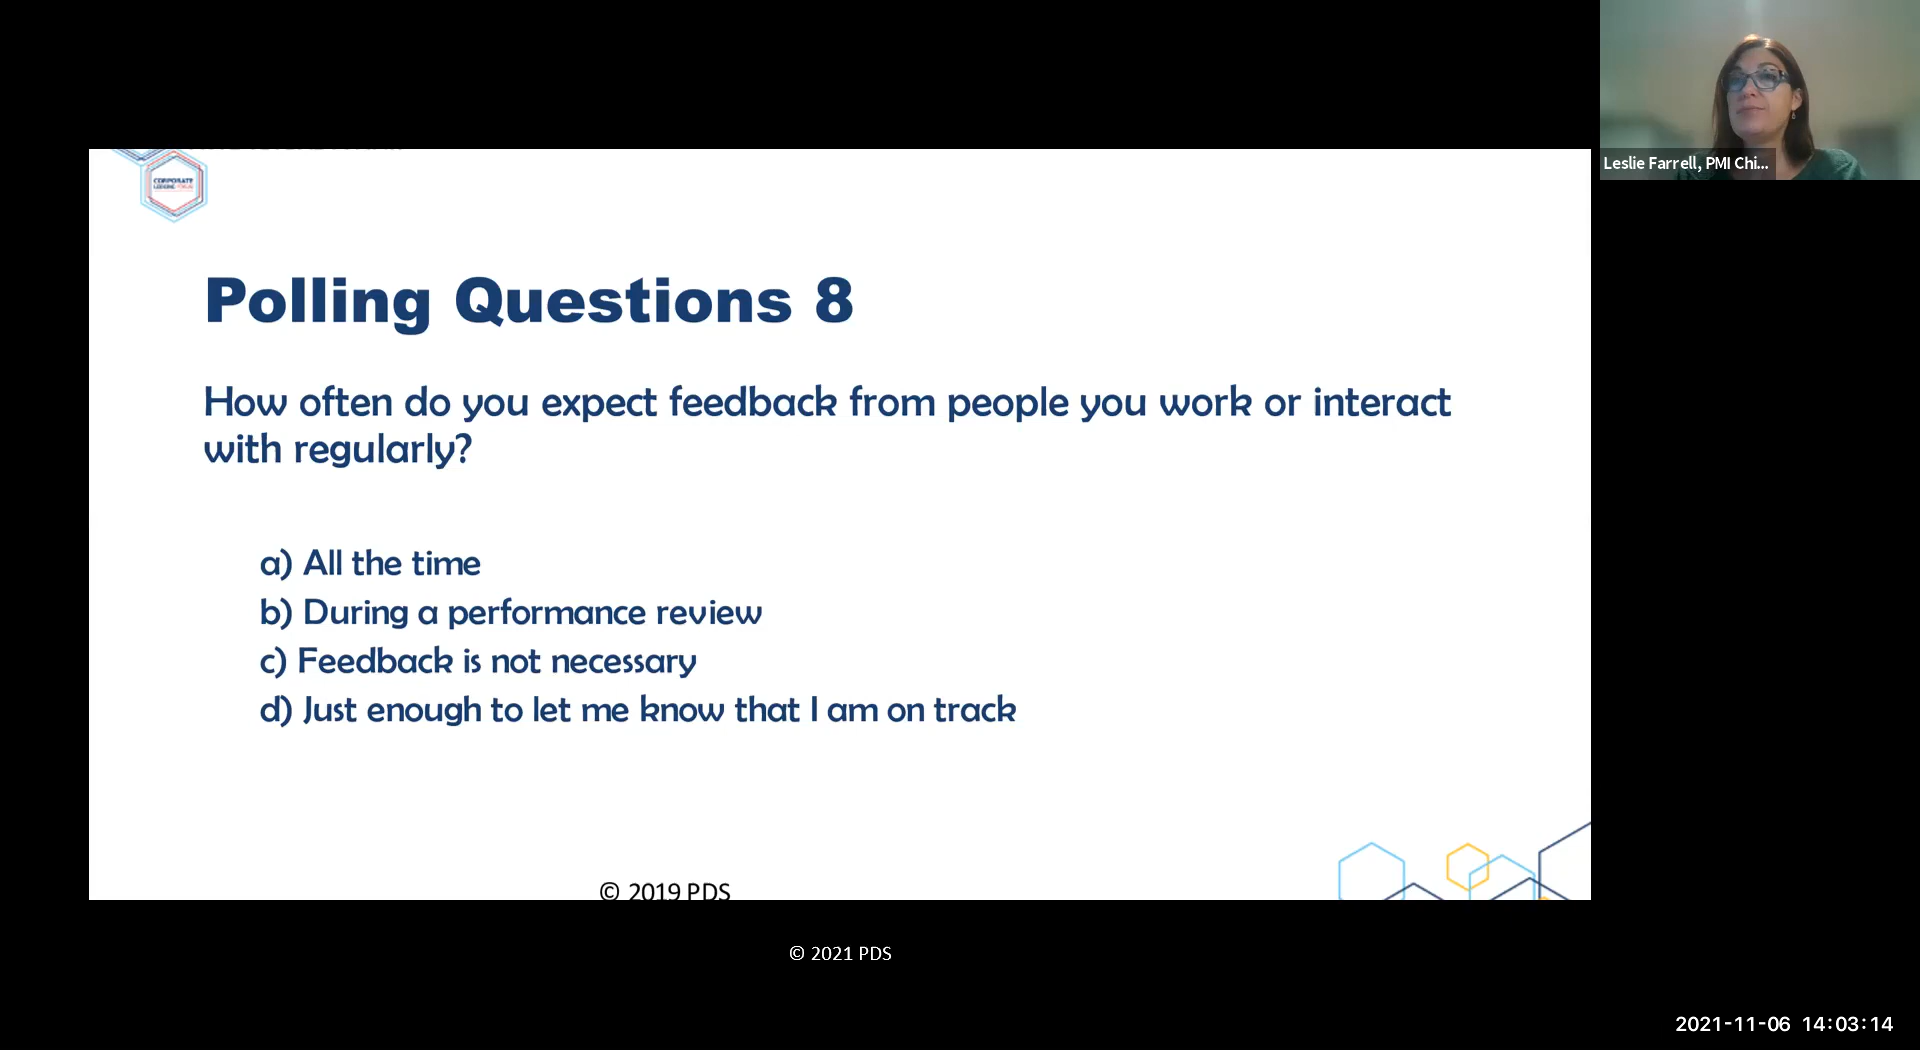 Leslie Farrell, PMI Chi...
CORPORATE
Polling Questions 8
How often do you expect feedback from people you work or interact
with regularly?
a) All the time
b) During a performance review
c) Feedback is not necessary
d) Just enough to let me know that I am on track
© 2019 PDS
© 2021 PDS
2021-11-06 14:03:14